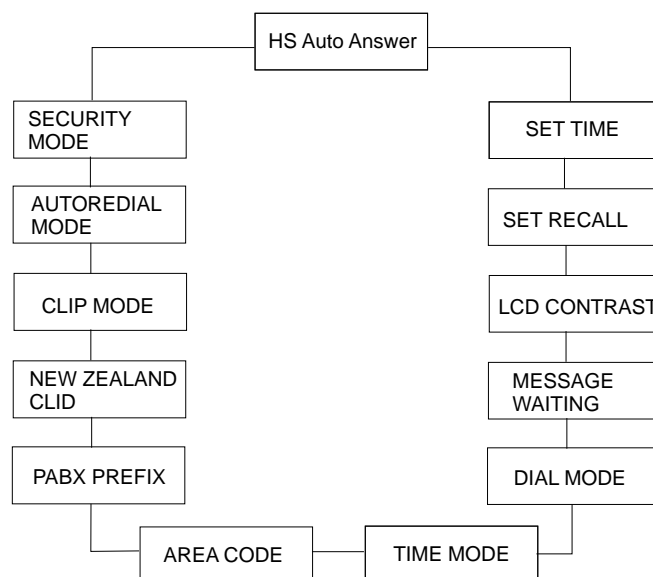 HS Auto Answer
SECURITY
MODE
SET TIME
AUTOREDIAL
MODE
SET RECALL
CLIP MODE
LCD CONTRAST
NEW ZEALAND
CLID
MESSAGE
WAITING
PABX PREFIX
DIAL MODE
AREA CODE
TIME MODE